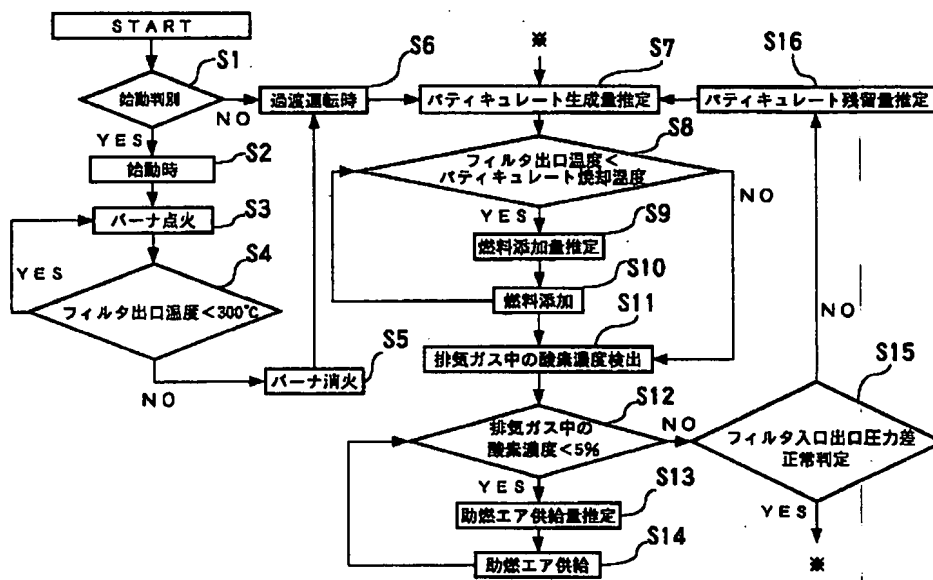 START
S1
始動判別
NO
YES
S2
始動時
S3
バーナ点火
S4
YES
フィルタ出口温度<300℃
NO
S5
バーナ消火
S6
過渡運転時
※
S7
パティキュレート生成量推定
S8
フィルタ出口温度<
パティキュレート焼却温度
YES
NO
S9
燃料添加量推定
S10
燃料添加
S11
排気ガス中の酸素濃度検出
S12
排気ガス中の
酸素濃度<5%
NO
YES
S13
助燃エア供給量推定
S14
助燃エア供給
S15
フィルタ入口出口圧力差
正常判定
YES
※
NO
S16
パティキュレート残留量推定